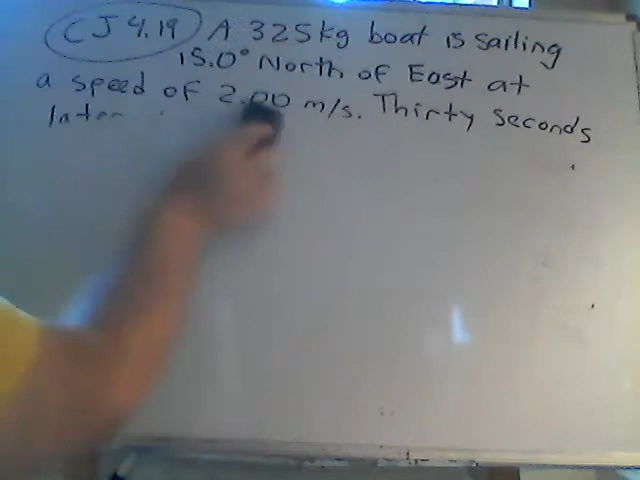 CJ 4.19 A 325kg boat is sailing
15.0° North of East at
a speed of 2.00 m/s. Thirty seconds
later